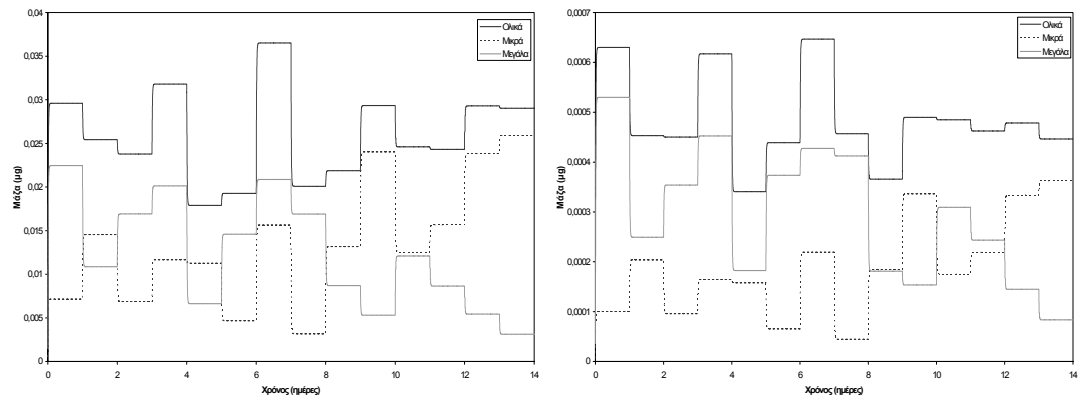 0,04
0,035
0,03
0,025
0,02
0,015
0,01
0,005
0
Μάζα (μg)
0 2 4 6 8 10 12 14
Χρόνος (ημέρες)
Ολικά
Μικρά
Μεγάλα
0,0007
0,0006
0,0005
0,0004
0,0003
0,0002
0,0001
0
Μάζα (μg)
0 2 4 6 8 10 12 14
Χρόνος (ημέρες)
Ολικά
Μικρά
Μεγάλα